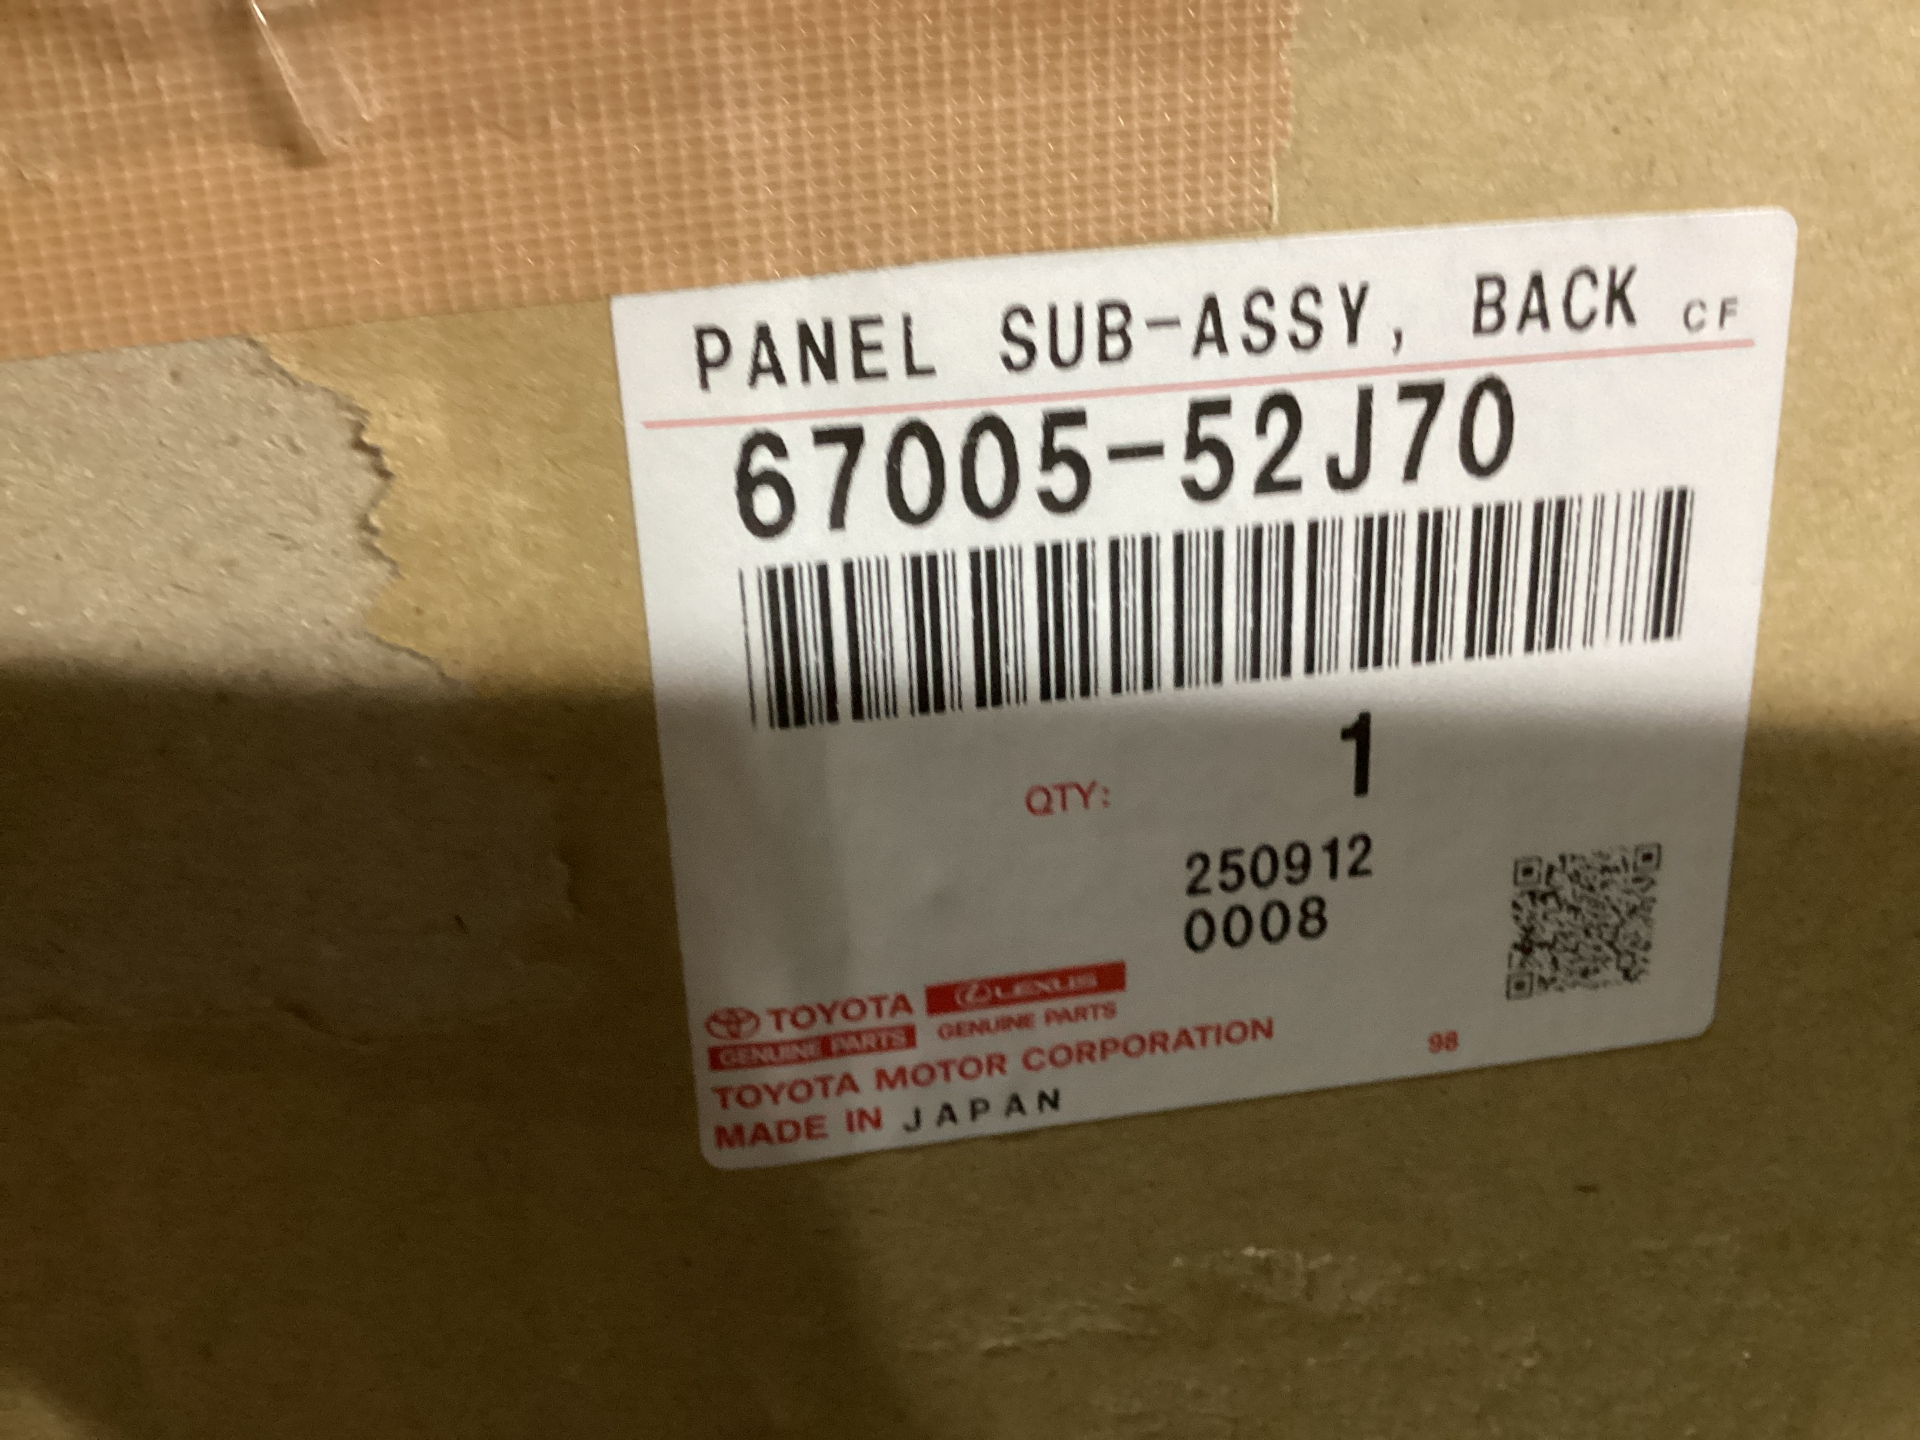 PANEL SUB-ASSY, BACK CF
67005-52J70
1
QTY:
250912
0008
TOYOTA LEXUS
GENUINE PARTS GENUINE PARTS
TOYOTA MOTOR CORPORATION
98
MADE IN JAPAN